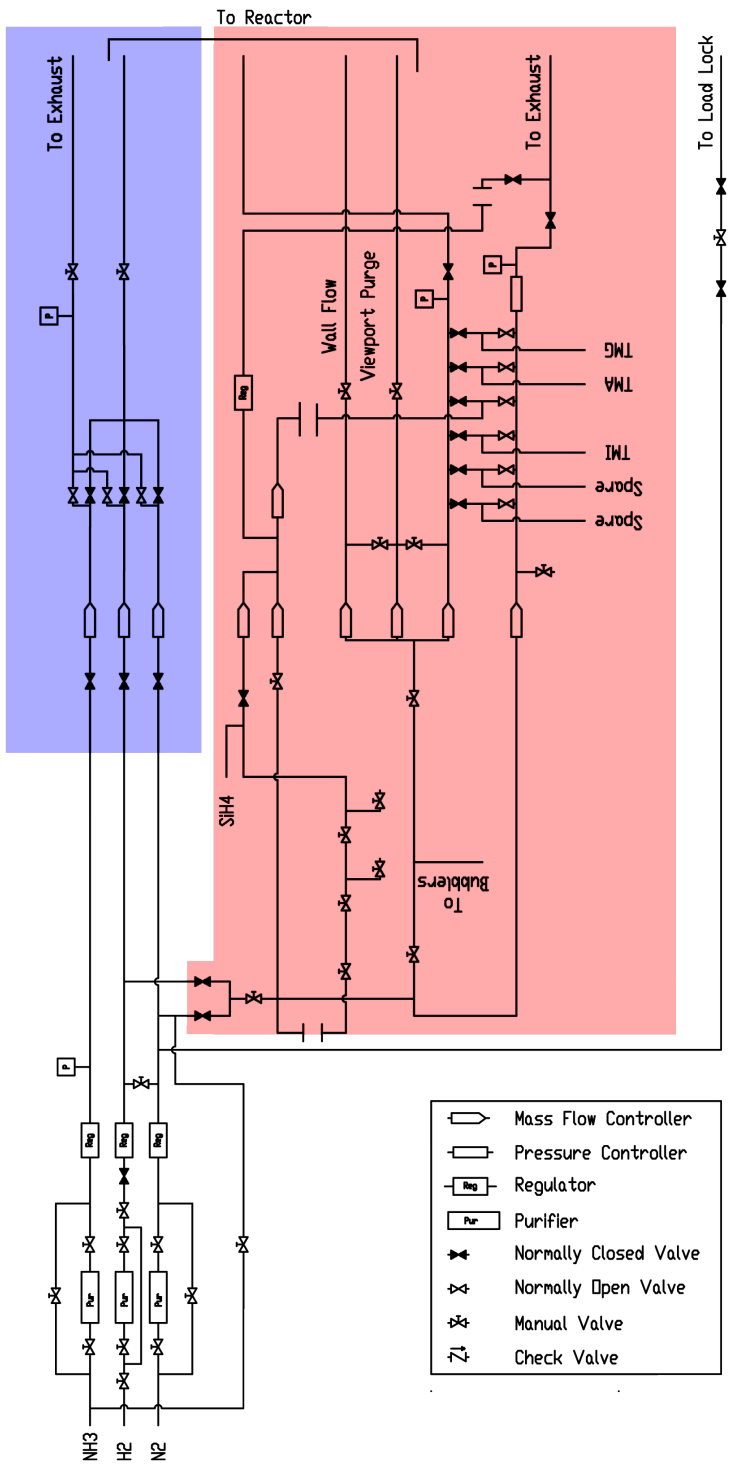 To Reactor
To Exhaust
To Exhaust
To Load Lock
P
P
P
Wall Flow
Viewport Purge
TMG
Reg
TMA
TMI
Spare
Spare
SiH4
To
Bubblers
P
Reg
Reg
Reg
Pur
Pur
Pur
NH3
H2
N2
Mass Flow Controller
Pressure Controller
Reg
Regulator
Pur
Purifier
Normally Closed Valve
Normally Open Valve
Manual Valve
Check Valve